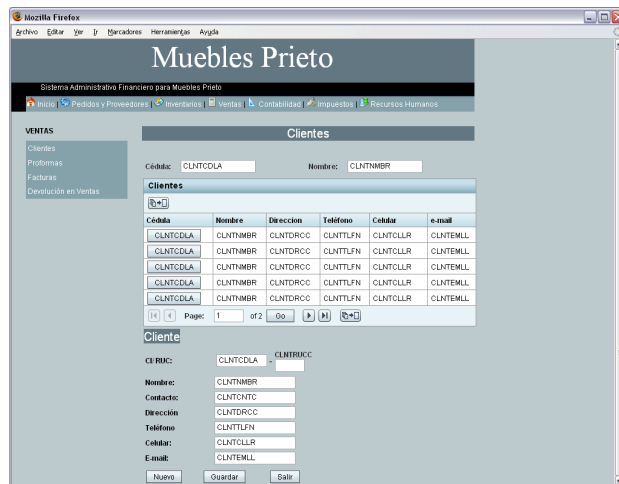 Mozilla Firefox
Archivo Editar Ver Ir Marcadores Herramientas Ayuda
Muebles Prieto
Sistema Administrativo Financiero para Muebles Prieto
Inicio | Pedidos y Proveedores | Inventarios | Ventas | Contabilidad | Impuestos | Recursos Humanos
VENTAS
Clientes
Proformas
Facturas
Devolución en Ventas
Clientes
Cédula: CLNTCDLA Nombre: CLNTNMBR
Clientes
Cédula Nombre Direccion Teléfono Celular e-mail
CLNTCDLA CLNTNMBR CLNTDRCC CLNTTLFN CLNTCLLR CLNTEMLL
CLNTCDLA CLNTNMBR CLNTDRCC CLNTTLFN CLNTCLLR CLNTEMLL
CLNTCDLA CLNTNMBR CLNTDRCC CLNTTLFN CLNTCLLR CLNTEMLL
CLNTCDLA CLNTNMBR CLNTDRCC CLNTTLFN CLNTCLLR CLNTEMLL
CLNTCDLA CLNTNMBR CLNTDRCC CLNTTLFN CLNTCLLR CLNTEMLL
Page: 1 of 2 Go
Cliente
CI/ RUC: CLNTCDLA - CLNTRUCC
Nombre: CLNTNMBR
Contacto: CLNTCNTC
Dirección CLNTDRCC
Teléfono CLNTTLFN
Celular: CLNTCLLR
E-mail: CLNTEMLL
Nuevo Guardar Salir